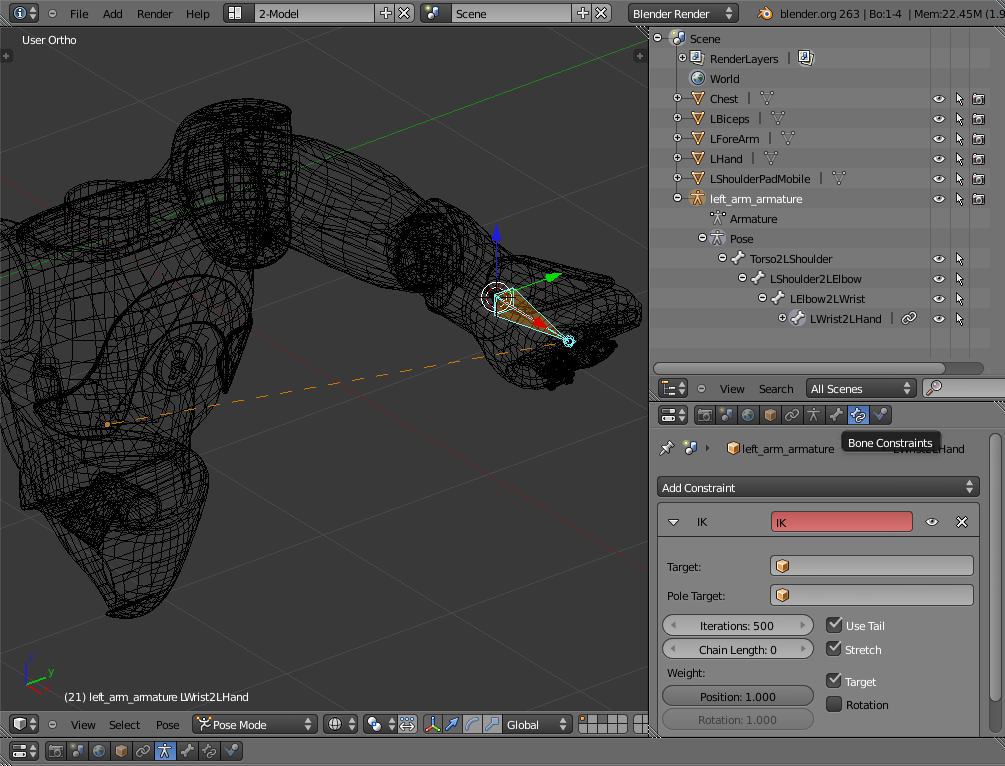 File Add Render Help 2-Model Scene Blender Render blender.org 263 | Bo:1-4 | Mem:22.45M (1.9
User Ortho
Scene
RenderLayers
World
Chest
LBiceps
LForeArm
LHand
LShoulderPadMobile
left_arm_armature
Armature
Pose
Torso2LShoulder
LShoulder2LElbow
LElbow2LWrist
LWrist2LHand
View Search All Scenes
Bone Constraints
left_arm_armature LWrist2LHand
Add Constraint
IK IK
Target:
Pole Target:
Iterations: 500 Use Tail
Chain Length: 0 Stretch
Weight:
Target
Position: 1.000
Rotation
Rotation: 1.000
z
y
(21) left_arm_armature LWrist2LHand
View Select Pose Pose Mode Global